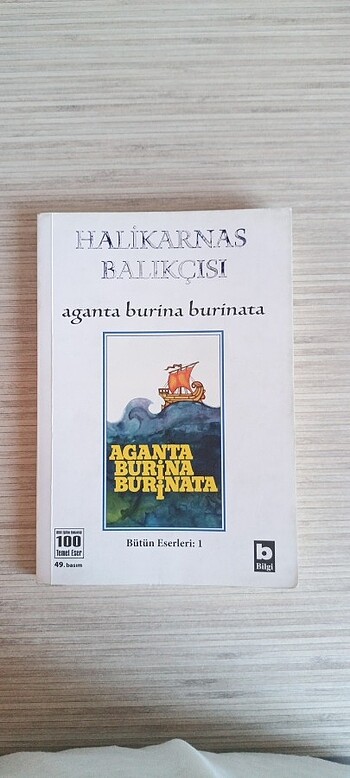 HALİKARNAS
BALIKÇISI
aganta burina burinata
AGANTA
BURİNA
BURİNATA
Bütün Eserleri: 1
100
Temel Eser
49. basım
b
Bilgi